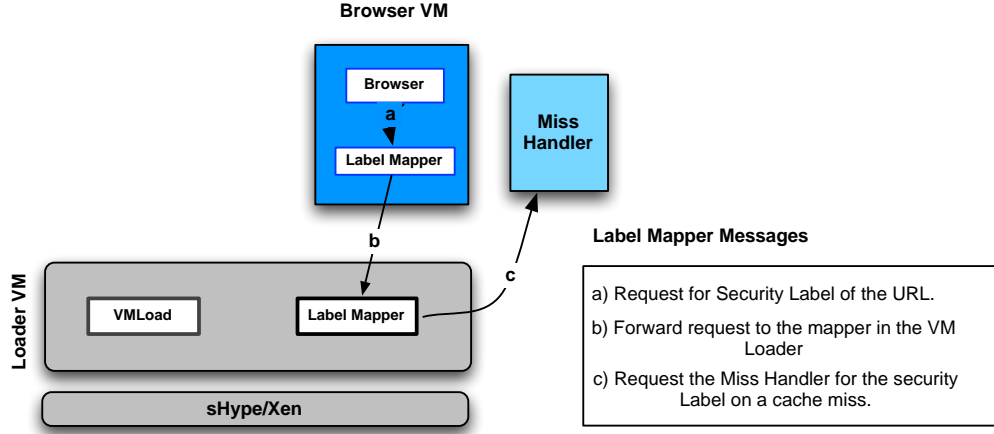 Browser VM
Browser
a
Label Mapper
Miss
Handler
b
c
Loader VM
VMLoad
Label Mapper
sHype/Xen
Label Mapper Messages
a) Request for Security Label of the URL.
b) Forward request to the mapper in the VM
Loader
c) Request the Miss Handler for the security
Label on a cache miss.